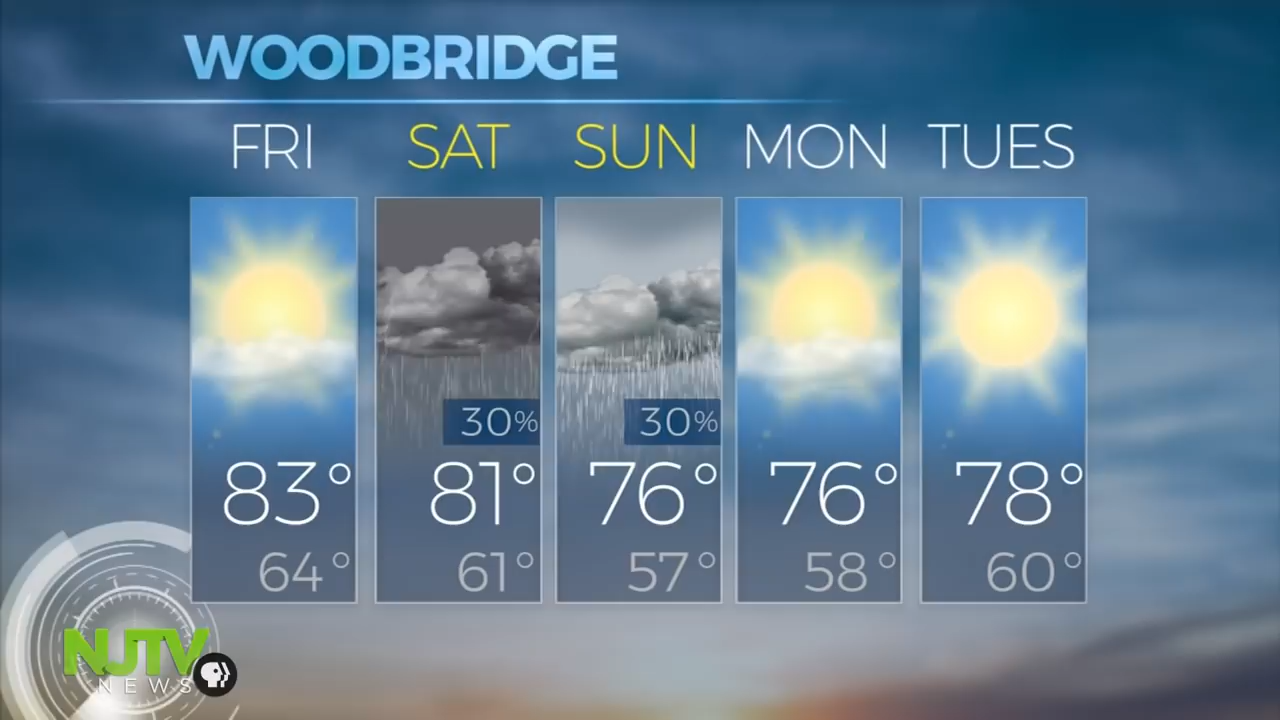 WOODBRIDGE
FRI SAT SUN MON TUES
30% 30%
83° 81° 76° 76° 78°
64° 61° 57° 58° 60°
NJTV
NEWS